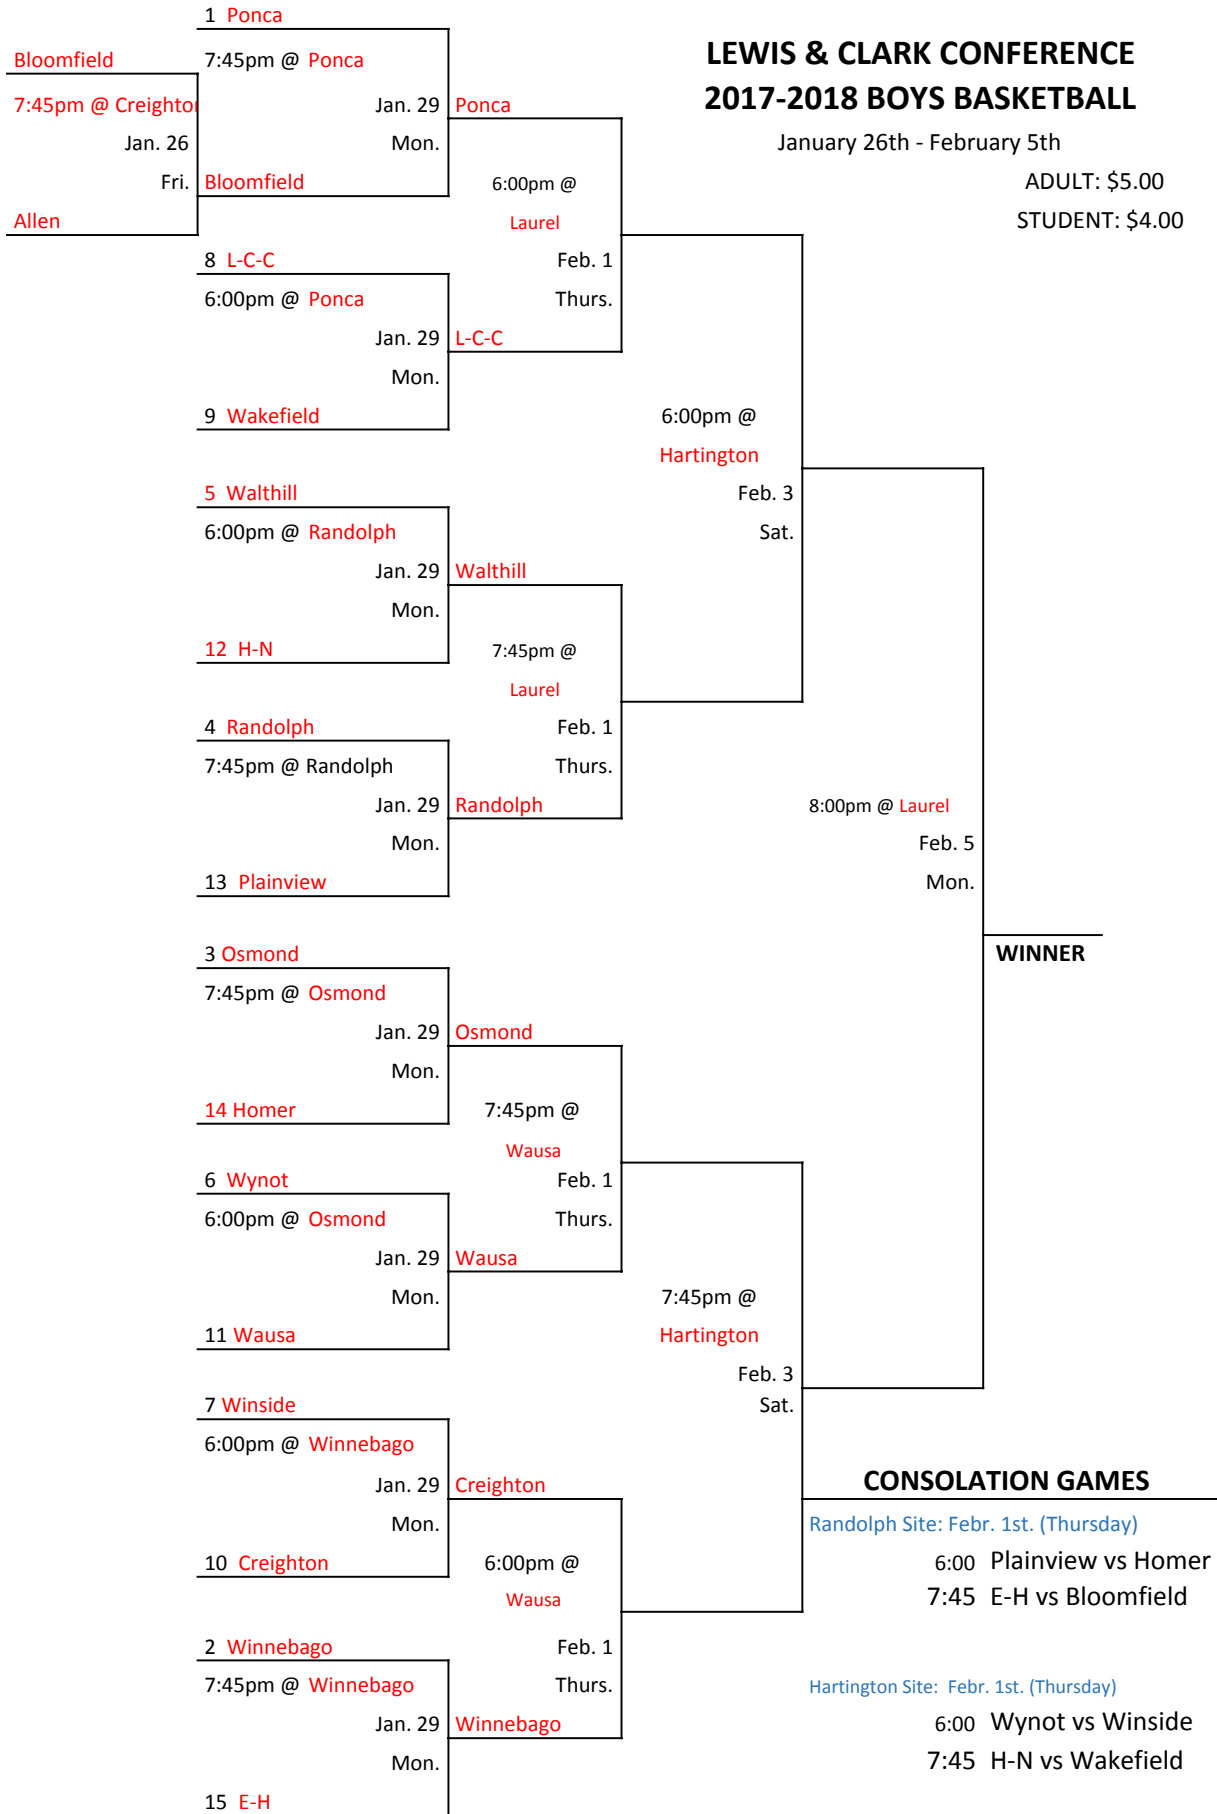 1 Ponca
Bloomfield
7:45pm @ Ponca
LEWIS & CLARK CONFERENCE
2017-2018 BOYS BASKETBALL
7:45pm @ Creighto
Jan. 29
Ponca
Jan. 26
Mon.
January 26th - February 5th
Fri.
Bloomfield
6:00pm @
ADULT: $5.00
Allen
Laurel
STUDENT: $4.00
8 L-C-C
Feb. 1
6:00pm @ Ponca
Thurs.
Jan. 29
L-C-C
Mon.
9 Wakefield
6:00pm @
Hartington
5 Walthill
Feb. 3
6:00pm @ Randolph
Sat.
Jan. 29
Walthill
Mon.
12 H-N
7:45pm @
Laurel
4 Randolph
Feb. 1
7:45pm @ Randolph
Thurs.
Jan. 29
Randolph
8:00pm @ Laurel
Mon.
Feb. 5
13 Plainview
Mon.
3 Osmond
WINNER
7:45pm @ Osmond
Jan. 29
Osmond
Mon.
14 Homer
7:45pm @
Wausa
6 Wynot
Feb. 1
6:00pm @ Osmond
Thurs.
Jan. 29
Wausa
Mon.
7:45pm @
11 Wausa
Hartington
Feb. 3
7 Winside
Sat.
6:00pm @ Winnebago
Jan. 29
Creighton
CONSOLATION GAMES
Mon.
Randolph Site: Febr. 1st. (Thursday)
10 Creighton
6:00pm @
6:00 Plainview vs Homer
Wausa
7:45 E-H vs Bloomfield
2 Winnebago
Feb. 1
7:45pm @ Winnebago
Thurs.
Hartington Site: Febr. 1st. (Thursday)
Jan. 29
Winnebago
6:00 Wynot vs Winside
Mon.
7:45 H-N vs Wakefield
15 E-H